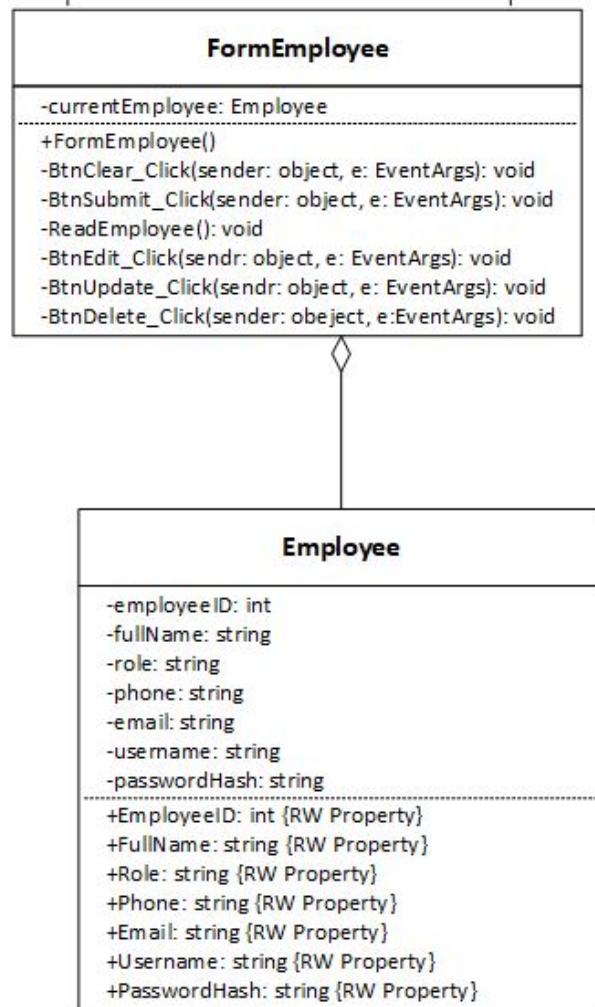 FormEmployee
-currentEmployee: Employee
+FormEmployee()
-BtnClear_Click(sender: object, e: EventArgs): void
-BtnSubmit_Click(sender: object, e: EventArgs): void
-ReadEmployee(): void
-BtnEdit_Click(sendr: object, e: EventArgs): void
-BtnUpdate_Click(sendr: object, e: EventArgs): void
-BtnDelete_Click(sender: obeject, e:EventArgs): void
Employee
-employeeID: int
-fullName: string
-role: string
-phone: string
-email: string
-username: string
-passwordHash: string
+EmployeeID: int {RW Property}
+FullName: string {RW Property}
+Role: string {RW Property}
+Phone: string {RW Property}
+Email: string {RW Property}
+Username: string {RW Property}
+PasswordHash: string {RW Property}